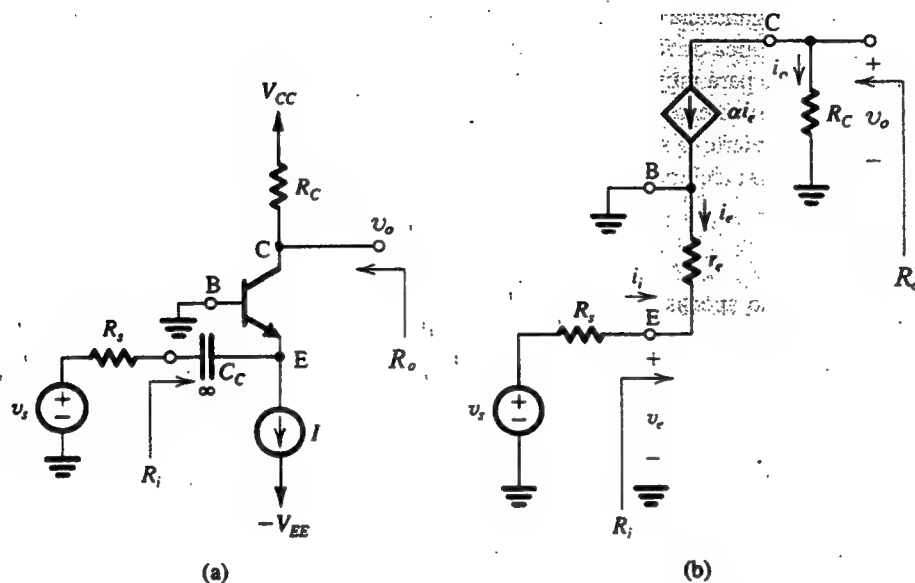 V_CC
R_C
C
v_o
B
R_s
E
C_C
∞
R_o
v_s
+
−
I
R_i
−V_EE
(a)
C
i_c
+
αi_e
R_C
v_o
−
B
i_e
r_e
i_i
R_s
E
+
v_s
+
−
v_e
−
R_i
(b)